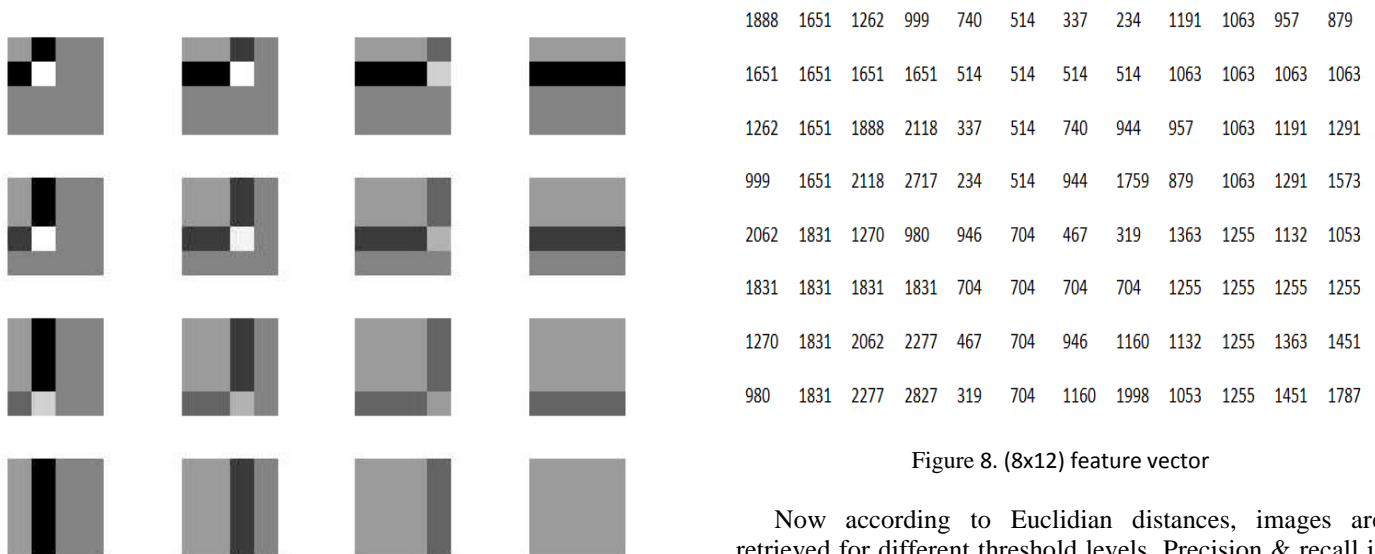 1888 1651 1262 999 740 514 337 234 1191 1063 957 879
1651 1651 1651 1651 514 514 514 514 1063 1063 1063 1063
1262 1651 1888 2118 337 514 740 944 957 1063 1191 1291
999 1651 2118 2717 234 514 944 1759 879 1063 1291 1573
2062 1831 1270 980 946 704 467 319 1363 1255 1132 1053
1831 1831 1831 1831 704 704 704 704 1255 1255 1255 1255
1270 1831 2062 2277 467 704 946 1160 1132 1255 1363 1451
980 1831 2277 2827 319 704 1160 1998 1053 1255 1451 1787
Figure 8. (8x12) feature vector
Now according to Euclidian distances, images are
retrieved for different threshold levels. Precision & recall i